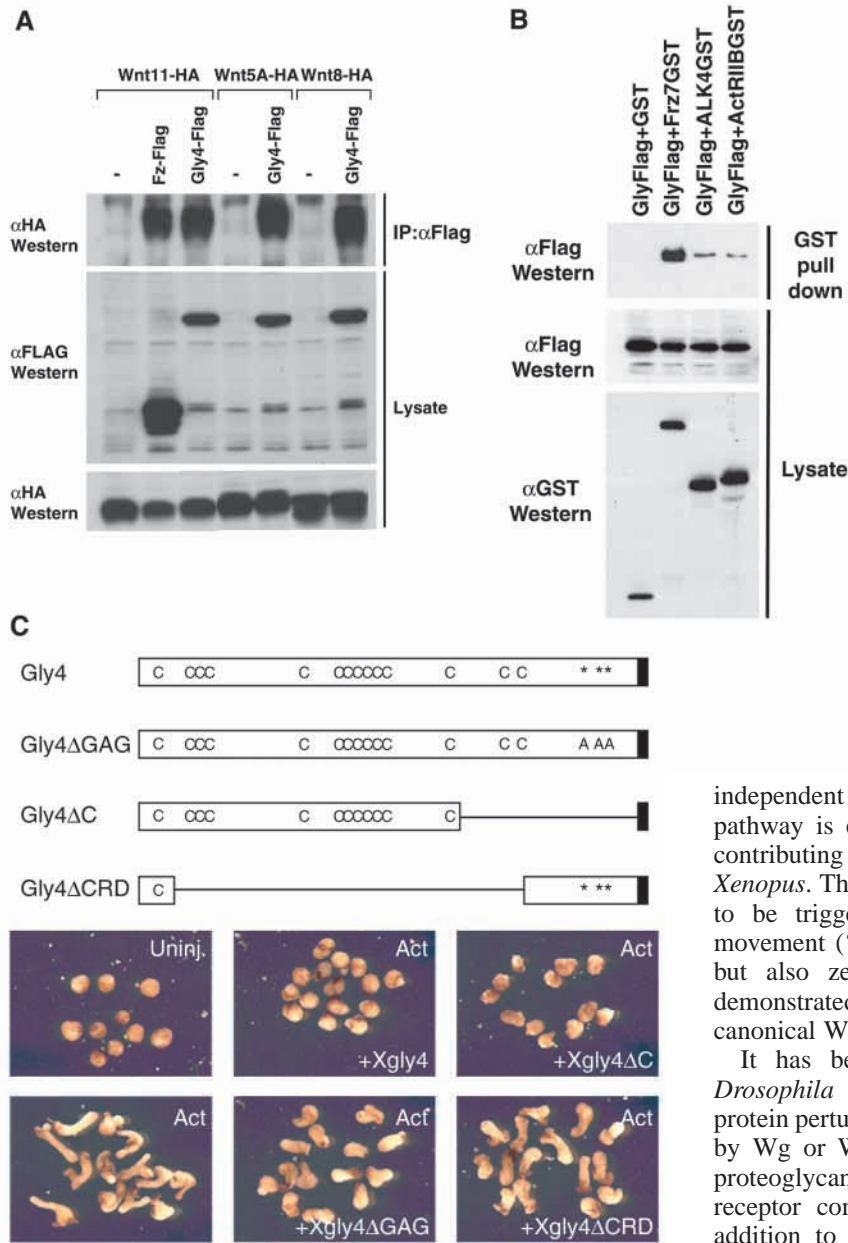 A
Wnt11-HA Wnt5A-HA Wnt8-HA
- Fz-Flag Gly4-Flag - Gly4-Flag - Gly4-Flag
αHA
Western
IP:αFlag
αFLAG
Western
Lysate
αHA
Western
B
GlyFlag+GST
GlyFlag+Frz7GST
GlyFlag+ALK4GST
GlyFlag+ActRIIBGST
αFlag
Western
GST
pull
down
αFlag
Western
αGST
Western
Lysate
C
Gly4 C CCC C CCCCCC C C C * **
Gly4ΔGAG C CCC C CCCCCC C C C A AA
Gly4ΔC C CCC C CCCCCC C
Gly4ΔCRD C * **
Uninj.
Act
+Xgly4
Act
+Xgly4ΔC
Act
Act
+Xgly4ΔGAG
Act
+Xgly4ΔCRD
independent
pathway is
contributing
Xenopus. Th
to be trigge
movement (
but also ze
demonstrated
canonical W
It has be
Drosophila
protein pertu
by Wg or W
proteoglycan
receptor con
addition to